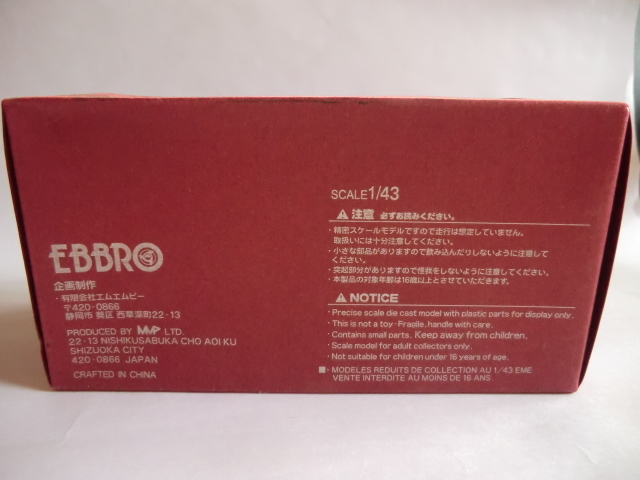 EBBRO
企画制作
・有限会社エムエムピー
〒420-0866
静岡市 葵区 西草深町22-13
PRODUCED BY MMP LTD.
22-13 NISHIKUSABUKA CHO AOI KU
SHIZUOKA CITY
420-0866 JAPAN
CRAFTED IN CHINA
SCALE1/43
注意 必ずお読みください。
・精密スケールモデルですので走行は想定していません。
取扱いには十分注意してください。
・小さな部品がありますので飲み込んだりしないように注意して
ください。
・突起部分がありますので怪我をしないように注意してください。
・本製品の対象年齢は16歳以上とさせていただきます。
NOTICE
・Precise scale die cast model with plastic parts for display only.
・This is not a toy-Fragile, handle with care.
・Contains small parts. Keep away from children.
・Scale model for adult collectors only.
・Not suitable for children under 16 years of age.
■・MODELES REDUITS DE COLLECTION AU 1/43 EME
VENTE INTERDITE AU MOINS DE 16 ANS